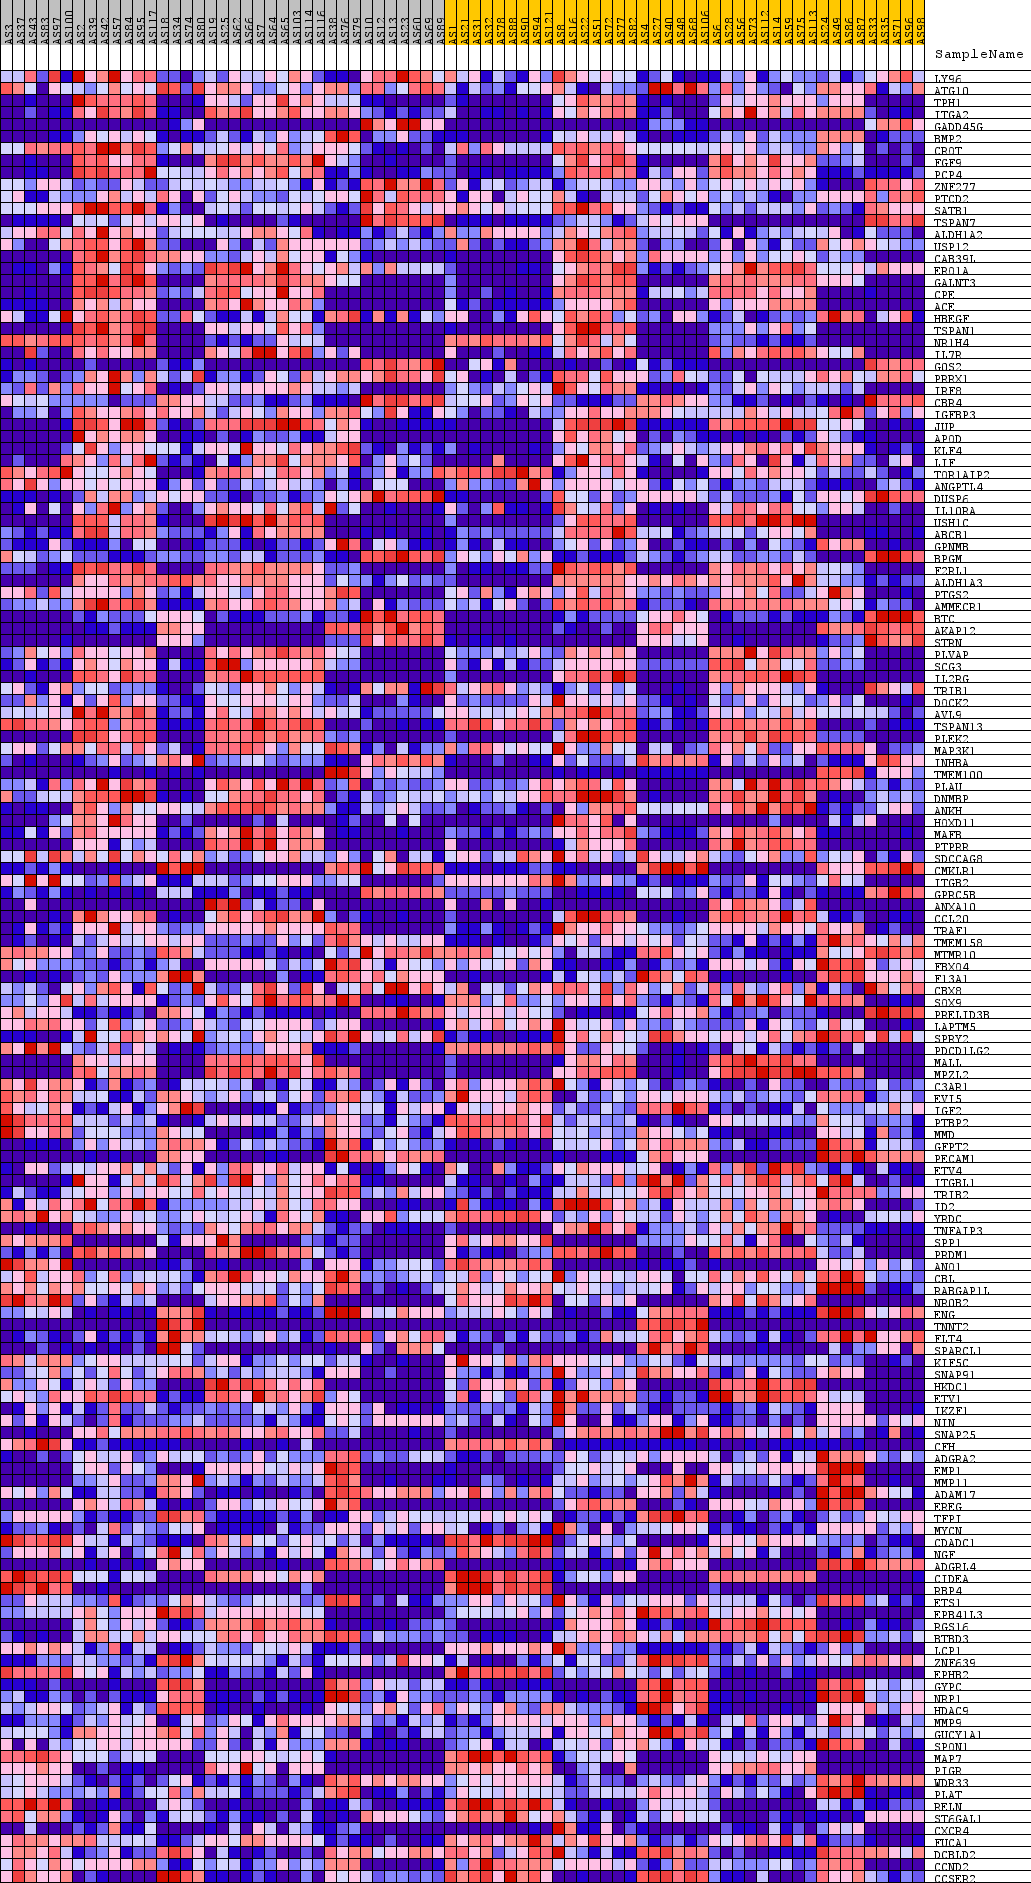 AS3 AS37 AS43 AS83 AS97 AS100 AS2 AS39 AS42 AS57 AS84 AS91 AS117 AS18 AS34 AS74 AS80 AS15 AS25 AS62 AS66 AS7 AS64 AS65 AS103 AS14 AS116 AS38 AS76 AS79 AS10 AS12 AS13 AS23 AS60 AS69 AS89 AS1 AS21 AS31 AS32 AS78 AS88 AS90 AS94 AS121 AS81 AS16 AS22 AS51 AS72 AS77 AS82 AS4 AS27 AS40 AS48 AS68 AS106 AS6 AS28 AS56 AS73 AS112 AS114 AS59 AS75 AS113 AS24 AS49 AS86 AS87 AS33 AS35 AS71 AS96 AS98
SampleName
LY96
ATG10
TPH1
ITGA2
GADD45G
BMP2
CROT
FGF9
PCP4
ZNF277
PTCD2
SATB1
TSPAN7
ALDH1A2
USP12
CAB39L
ERO1A
GALNT3
CPE
ACE
HBEGF
TSPAN1
NR1H4
IL7R
G0S2
PRRX1
IRF8
CBR4
IGFBP3
JUP
APOD
KLF4
LIF
TOR1AIP2
ANGPTL4
DUSP6
IL10RA
USH1C
ABCB1
GPNMB
BPGM
F2RL1
ALDH1A3
PTGS2
AMMECR1
BTC
AKAP12
STRN
PLVAP
SCG3
IL2RG
TRIB1
DOCK2
AVL9
TSPAN13
PLEK2
MAP3K1
INHBA
TMEM100
PLAU
DNMBP
ANKH
HOXD11
MAFB
PTPRR
SDCCAG8
CMKLR1
ITGB2
GPRC5B
ANXA10
CCL20
TRAF1
TMEM158
MTMR10
FBXO4
F13A1
CBX8
SOX9
PRELID3B
LAPTM5
SPRY2
PDCD1LG2
MALL
MPZL2
C3AR1
EVI5
IGF2
PTBP2
MMD
GFPT2
PECAM1
ETV4
ITGBL1
TRIB2
ID2
YRDC
TNFAIP3
SPP1
PRDM1
ANO1
CBL
RABGAP1L
NR0B2
ENG
TNNT2
FLT4
SPARCL1
KIF5C
SNAP91
HKDC1
ETV1
IKZF1
NIN
SNAP25
CFH
ADGRA2
EMP1
MMP11
ADAM17
EREG
TFPI
MYCN
CDADC1
NGF
ADGRL4
CIDEA
RBP4
ETS1
EPB41L3
RGS16
BTBD3
LCP1
ZNF639
EPHB2
GYPC
NRP1
HDAC9
MMP9
GUCY1A1
SPON1
MAP7
PIGR
WDR33
PLAT
RELN
ST6GAL1
CXCR4
FUCA1
DCBLD2
CCND2
CCSER2